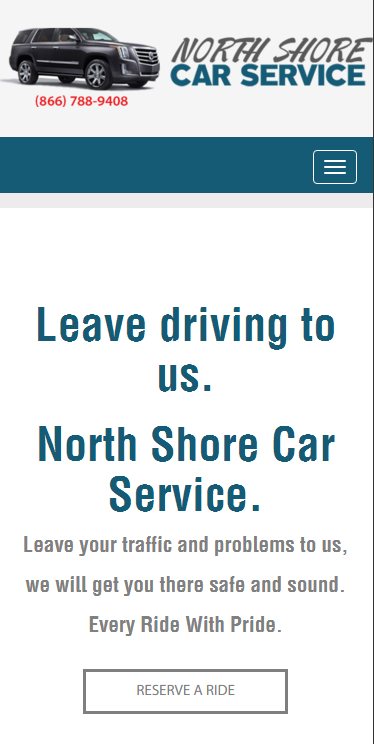 NORTH SHORE
CAR SERVICE
(866) 788-9408
Leave driving to
us.
North Shore Car
Service.
Leave your traffic and problems to us,
we will get you there safe and sound.
Every Ride With Pride.
RESERVE A RIDE